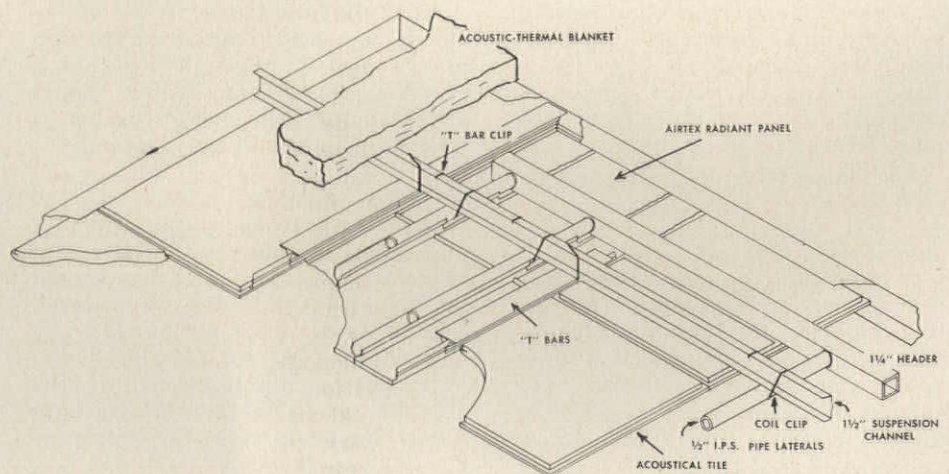 ACOUSTIC-THERMAL BLANKET
"T" BAR CLIP
AIRTEX RADIANT PANEL
"T" BARS
1¼" HEADER
COIL CLIP
1½" SUSPENSION
CHANNEL
½" I.P.S. PIPE LATERALS
ACOUSTICAL TILE